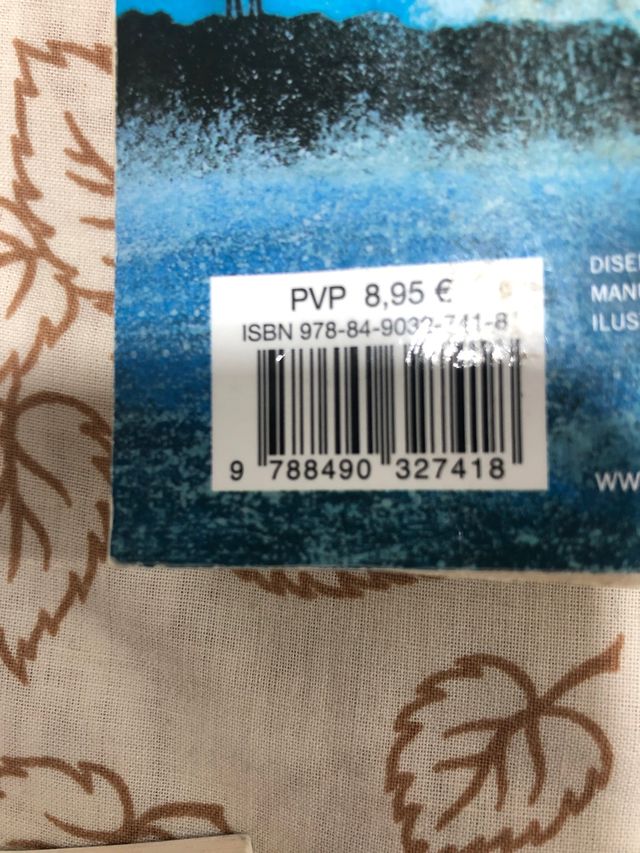 PVP 8,95 €
ISBN 978-84-9032-741-8
9 788490 327418